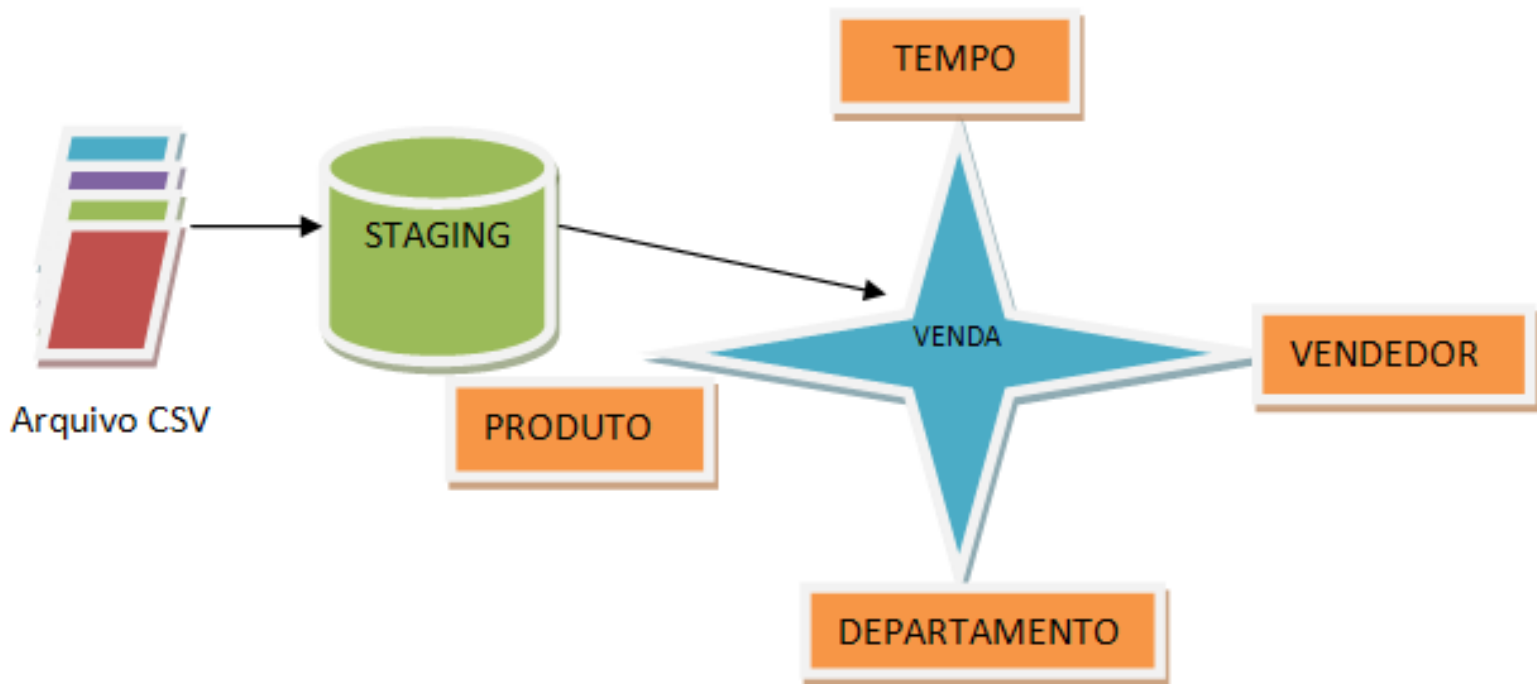 TEMPO
STAGING
VENDA
VENDEDOR
Arquivo CSV
PRODUTO
DEPARTAMENTO